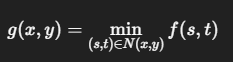 g(x, y) = min_{(s,t)∈N(x,y)} f(s, t)